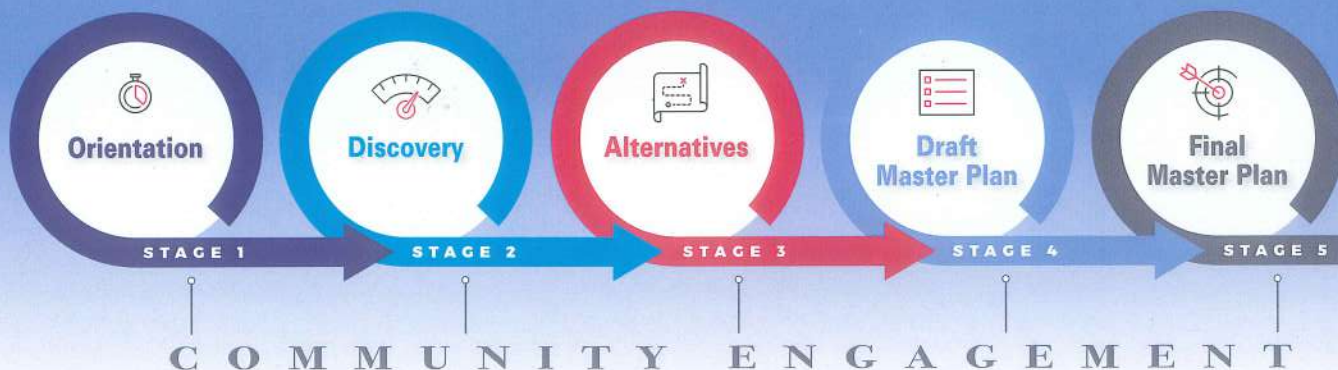 Orientation
STAGE 1
Discovery
STAGE 2
Alternatives
STAGE 3
Draft
Master Plan
STAGE 4
Final
Master Plan
STAGE 5
COMMUNITY ENGAGEMENT